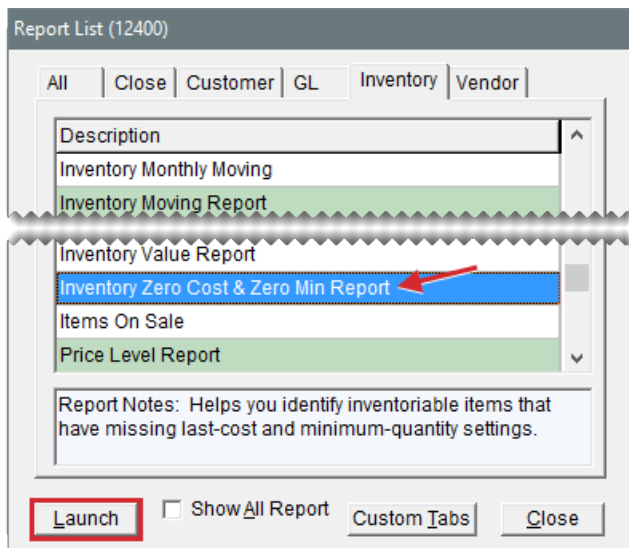 Report List (12400)
All Close Customer GL Inventory Vendor
Description
Inventory Monthly Moving
Inventory Moving Report
Inventory Value Report
Inventory Zero Cost & Zero Min Report
Items On Sale
Price Level Report
Report Notes: Helps you identify inventoriable items that
have missing last-cost and minimum-quantity settings.
Launch Show All Report Custom Tabs Close